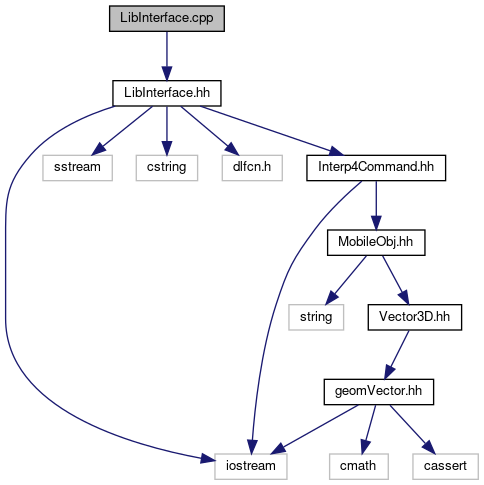 LibInterface.cpp
LibInterface.hh
sstream
cstring
dlfcn.h
Interp4Command.hh
MobileObj.hh
string
Vector3D.hh
geomVector.hh
iostream
cmath
cassert